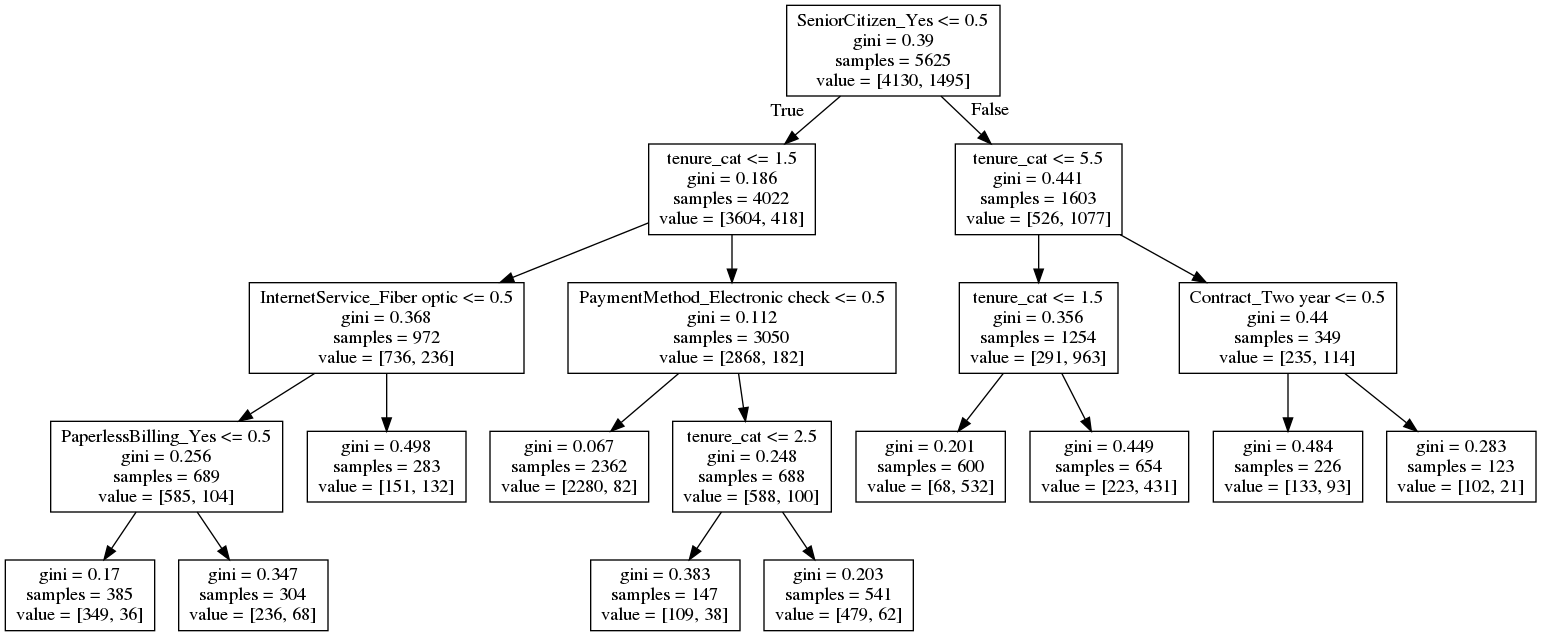 SeniorCitizen_Yes <= 0.5
gini = 0.39
samples = 5625
value = [4130, 1495]
True
False
tenure_cat <= 1.5
gini = 0.186
samples = 4022
value = [3604, 418]
tenure_cat <= 5.5
gini = 0.441
samples = 1603
value = [526, 1077]
InternetService_Fiber optic <= 0.5
gini = 0.368
samples = 972
value = [736, 236]
PaymentMethod_Electronic check <= 0.5
gini = 0.112
samples = 3050
value = [2868, 182]
tenure_cat <= 1.5
gini = 0.356
samples = 1254
value = [291, 963]
Contract_Two year <= 0.5
gini = 0.44
samples = 349
value = [235, 114]
PaperlessBilling_Yes <= 0.5
gini = 0.256
samples = 689
value = [585, 104]
gini = 0.498
samples = 283
value = [151, 132]
gini = 0.067
samples = 2362
value = [2280, 82]
tenure_cat <= 2.5
gini = 0.248
samples = 688
value = [588, 100]
gini = 0.201
samples = 600
value = [68, 532]
gini = 0.449
samples = 654
value = [223, 431]
gini = 0.484
samples = 226
value = [133, 93]
gini = 0.283
samples = 123
value = [102, 21]
gini = 0.17
samples = 385
value = [349, 36]
gini = 0.347
samples = 304
value = [236, 68]
gini = 0.383
samples = 147
value = [109, 38]
gini = 0.203
samples = 541
value = [479, 62]